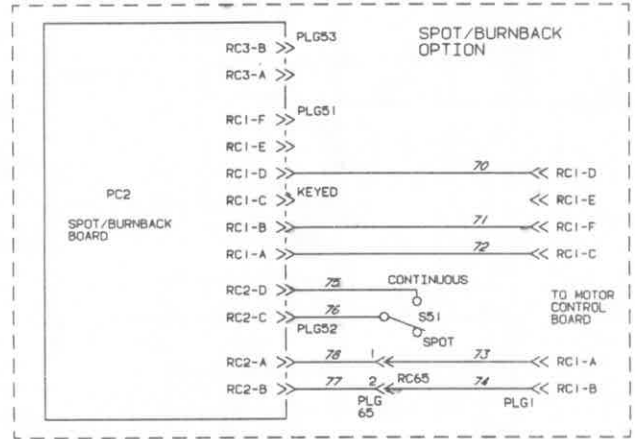 SPOT/BURNBACK
OPTION
RC3-B PLG53
RC3-A
RC1-F PLG51
RC1-E
RC1-D 70 RC1-D
PC2
RC1-C KEYED RC1-E
SPOT/BURNBACK
BOARD
RC1-B 71 RC1-F
RC1-A 72 RC1-C
RC2-D 75 CONTINUOUS
RC2-C 76 S51
PLG52
SPOT
TO MOTOR
CONTROL
BOARD
RC2-A 78 1 73 RC1-A
RC2-B 77 2 RC65 74 RC1-B
PLG
65
PLG1